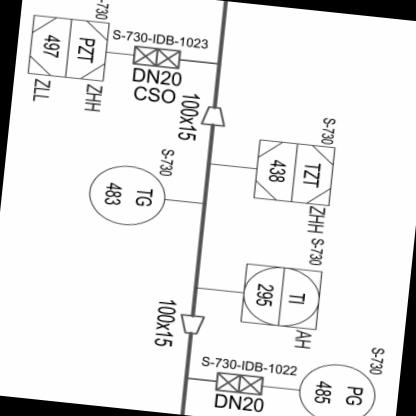 S-730-IDB-1023
DN20
CSO
-730
PZT
497
ZHH
ZLL
100x15
S-730
TG
483
S-730
TZT
438
ZHH
S-730
TI
295
AH
100x15
S-730-IDB-1022
DN20
S-730
PG
485